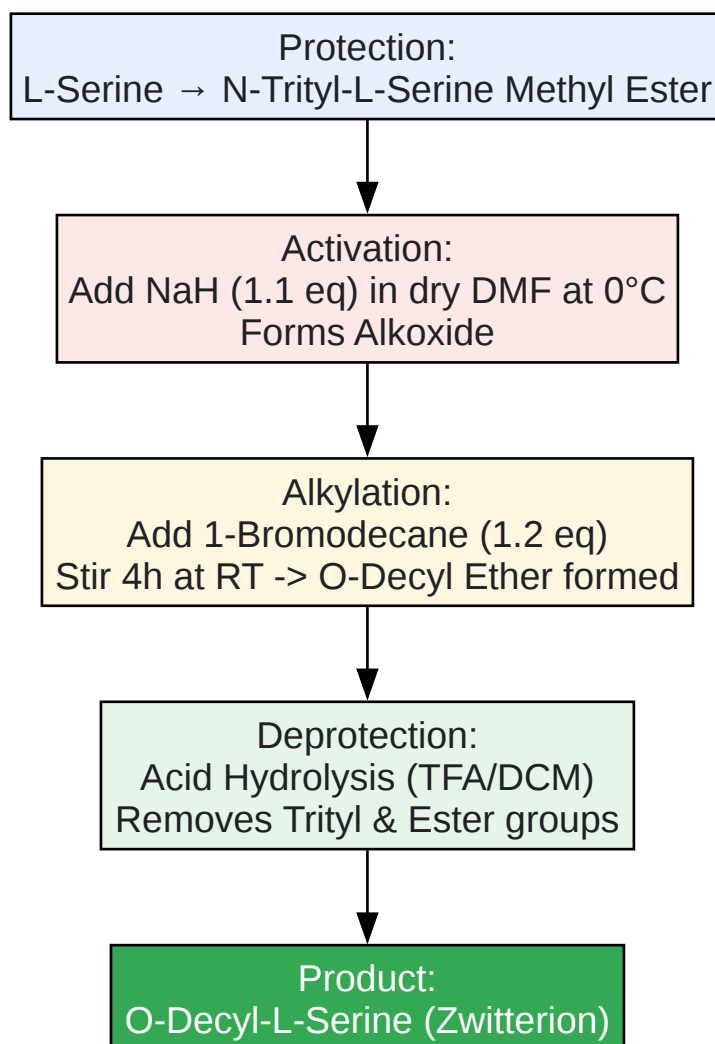 Protection:
L-Serine → N-Trityl-L-Serine Methyl Ester
Activation:
Add NaH (1.1 eq) in dry DMF at 0°C
Forms Alkoxide
Alkylation:
Add 1-Bromodecane (1.2 eq)
Stir 4h at RT -> O-Decyl Ether formed
Deprotection:
Acid Hydrolysis (TFA/DCM)
Removes Trityl & Ester groups
Product:
O-Decyl-L-Serine (Zwitterion)